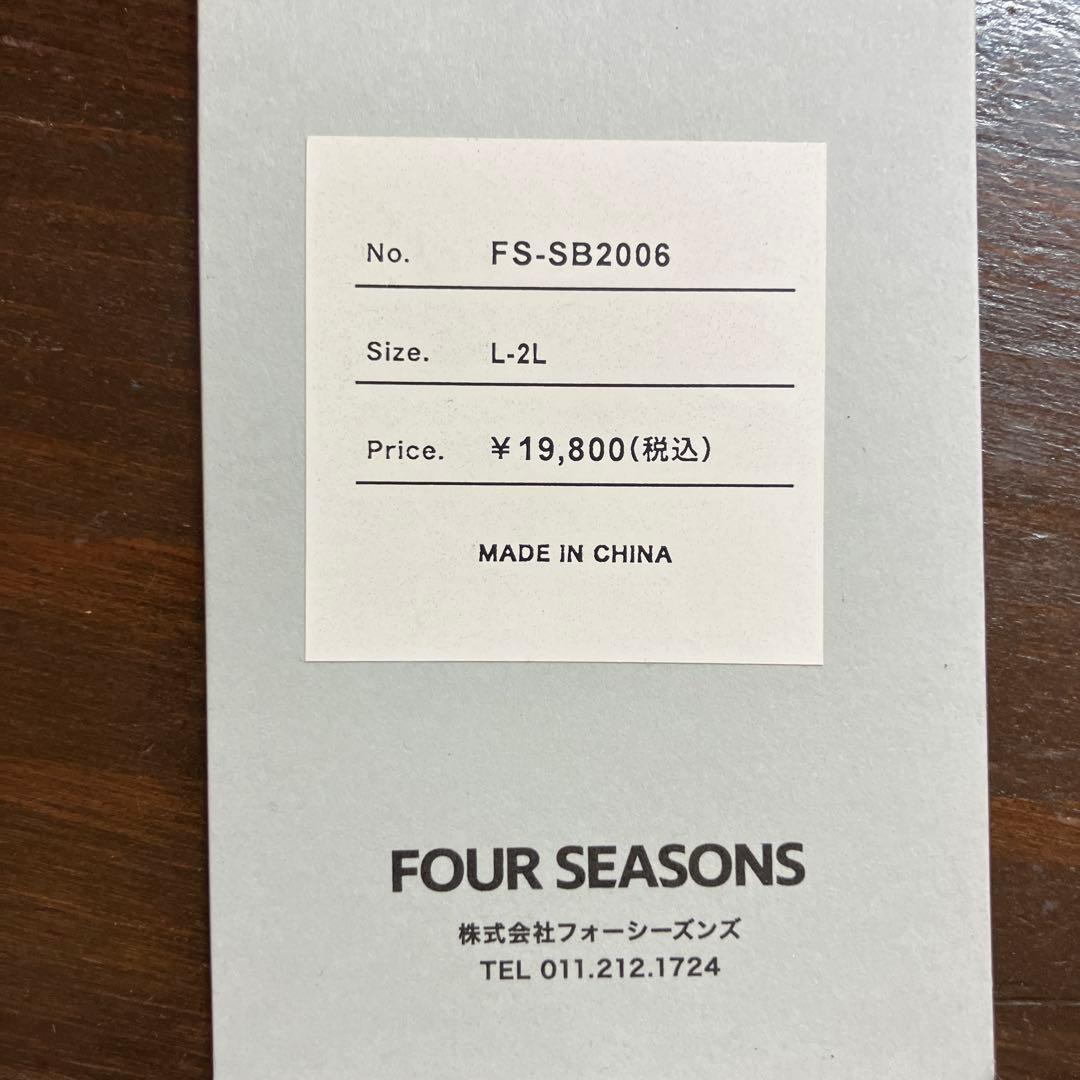 No. FS-SB2006
Size. L-2L
Price. ¥19,800(税込)
MADE IN CHINA
FOUR SEASONS
株式会社フォーシーズンズ
TEL 011.212.1724